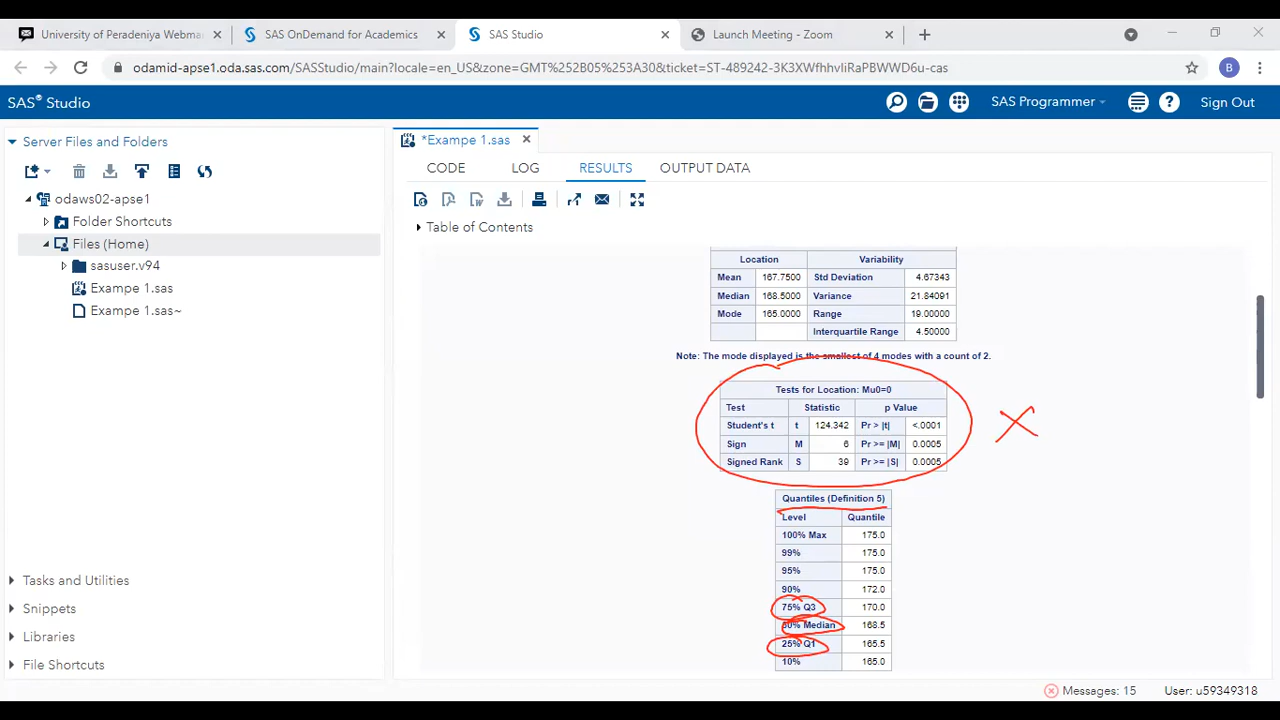 University of Peradeniya Webma
SAS OnDemand for Academics
SAS Studio
Launch Meeting - Zoom
odamid-apse1.oda.sas.com/SASStudio/main?locale=en_US&zone=GMT%252B05%253A30&ticket=ST-489242-3K3XWfhhvIiRaPBWWD6u-cas
B
SAS® Studio
SAS Programmer
Sign Out
Server Files and Folders
odaws02-apse1
Folder Shortcuts
Files (Home)
sasuser.v94
Exampe 1.sas
Exampe 1.sas~
Tasks and Utilities
Snippets
Libraries
File Shortcuts
*Exampe 1.sas
CODE LOG RESULTS OUTPUT DATA
Table of Contents
Location Variability
Mean 167.7500 Std Deviation 4.67343
Median 168.5000 Variance 21.84091
Mode 165.0000 Range 19.00000
Interquartile Range 4.50000
Note: The mode displayed is the smallest of 4 modes with a count of 2.
Tests for Location: Mu0=0
Test Statistic p Value
Student's t t 124.342 Pr > |t| <.0001
Sign M 6 Pr >= |M| 0.0005
Signed Rank S 39 Pr >= |S| 0.0005
Quantiles (Definition 5)
Level Quantile
100% Max 175.0
99% 175.0
95% 175.0
90% 172.0
75% Q3 170.0
50% Median 168.5
25% Q1 165.5
10% 165.0
Messages: 15 User: u59349318